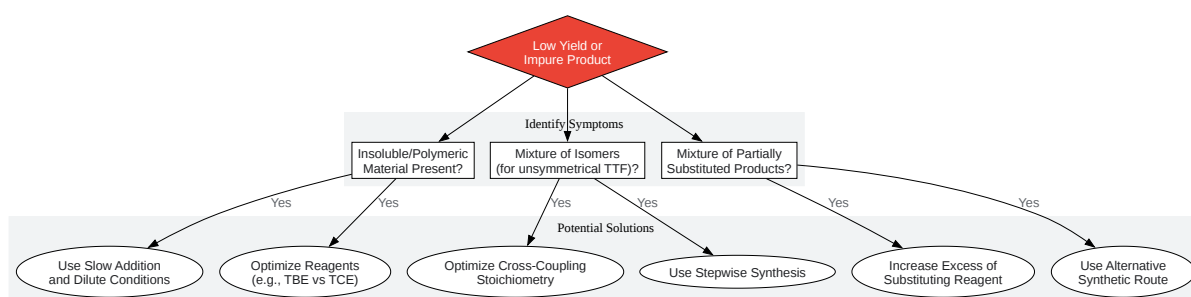 Low Yield or
Impure Product
Identify Symptoms
Insoluble/Polymeric
Material Present?
Mixture of Isomers
(for unsymmetrical TTF)?
Mixture of Partially
Substituted Products?
Yes
Yes
Yes
Yes
Yes
Yes
Potential Solutions
Use Slow Addition
and Dilute Conditions
Optimize Reagents
(e.g., TBE vs TCE)
Optimize Cross-Coupling
Stoichiometry
Use Stepwise Synthesis
Increase Excess of
Substituting Reagent
Use Alternative
Synthetic Route